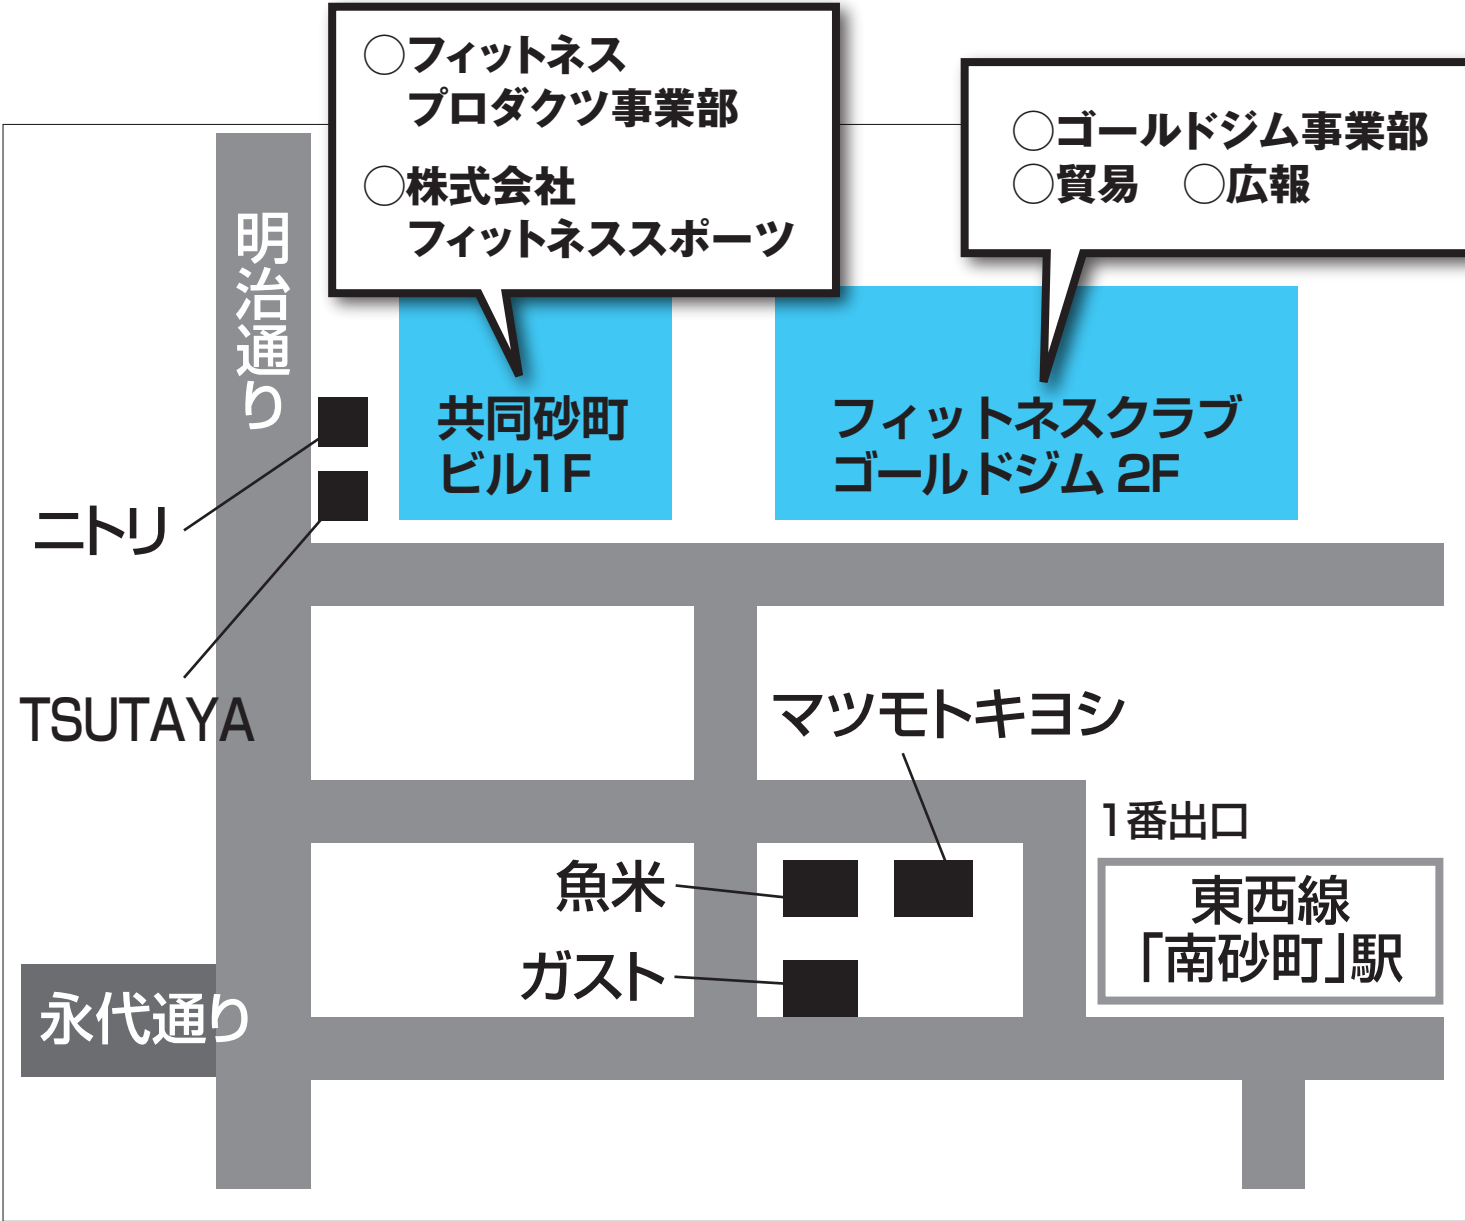 ○フィットネス
プロダクツ事業部
○株式会社
フィットネススポーツ
○ゴールドジム事業部
○貿易 ○広報
明治通り
共同砂町
ビル1F
フィットネスクラブ
ゴールドジム 2F
ニトリ
TSUTAYA
マツモトキヨシ
1番出口
魚米
東西線
「南砂町」駅
ガスト
永代通り